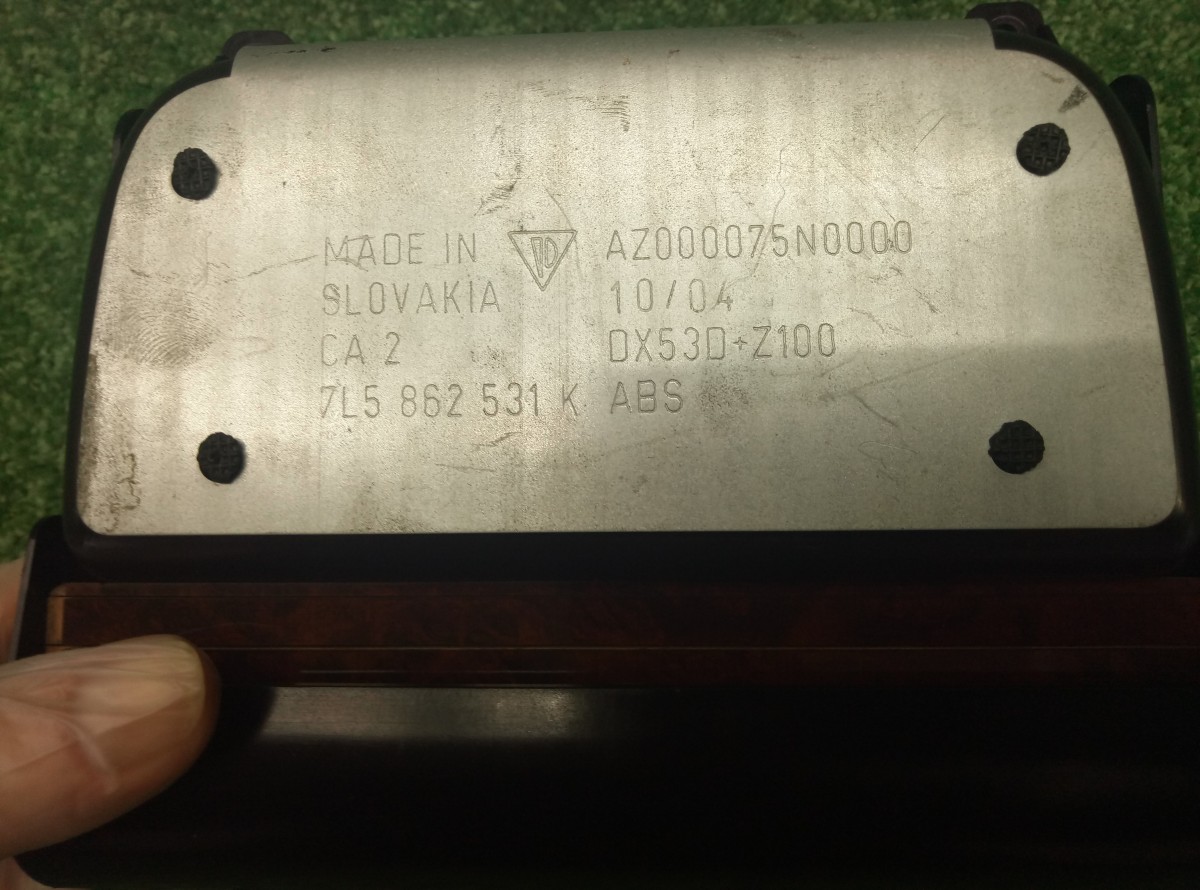 MADE IN
SLOVAKIA
CA 2
7L5 862 531 K
AZ000075N0000
10/04
DX53D+Z100
ABS